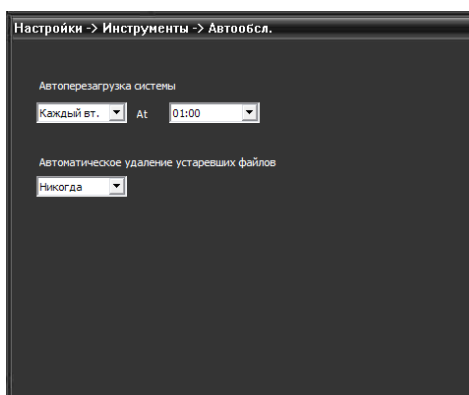 Настройки -> Инструменты -> Автообсл.
Автоперезагрузка системы
Каждый вт. At 01:00
Автоматическое удаление устаревших файлов
Никогда